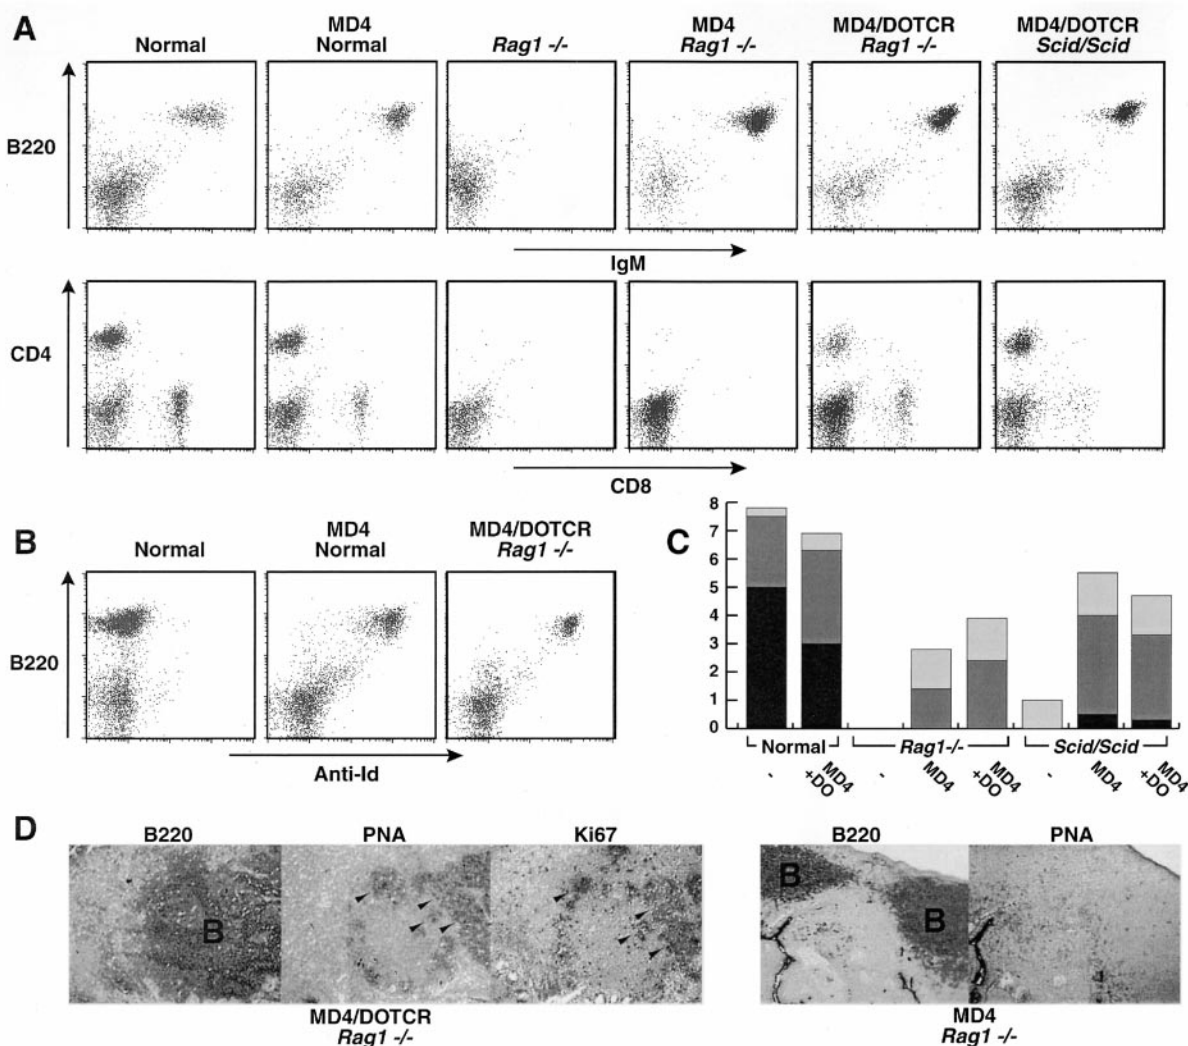 A
Normal
MD4
Normal
Rag1 -/-
MD4
Rag1 -/-
MD4/DOTCR
Rag1 -/-
MD4/DOTCR
Scid/Scid
B220
IgM
CD4
CD8
B
Normal
MD4
Normal
MD4/DOTCR
Rag1 -/-
B220
Anti-Id
C
8
7
6
5
4
3
2
1
0
Normal
Rag1-/-
Scid/Scid
-
MD4
+DO
-
MD4
MD4
+DO
-
MD4
MD4
+DO
D
B220
PNA
Ki67
B
MD4/DOTCR
Rag1 -/-
B220
PNA
B
B
MD4
Rag1 -/-